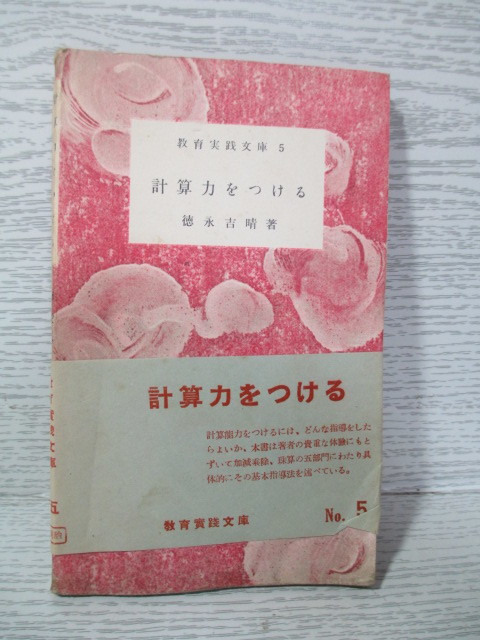 教育実践文庫 5
計算力をつける
徳永吉晴著
計算力をつける
計算能力をつけるには、どんな指導をした
らよいか、本書は著者の貴重な体験にもと
ずいて加減乗除、珠算の五部門にわたり具
体的にその基本指導法を述べている。
教育実践文庫
No. 5
五